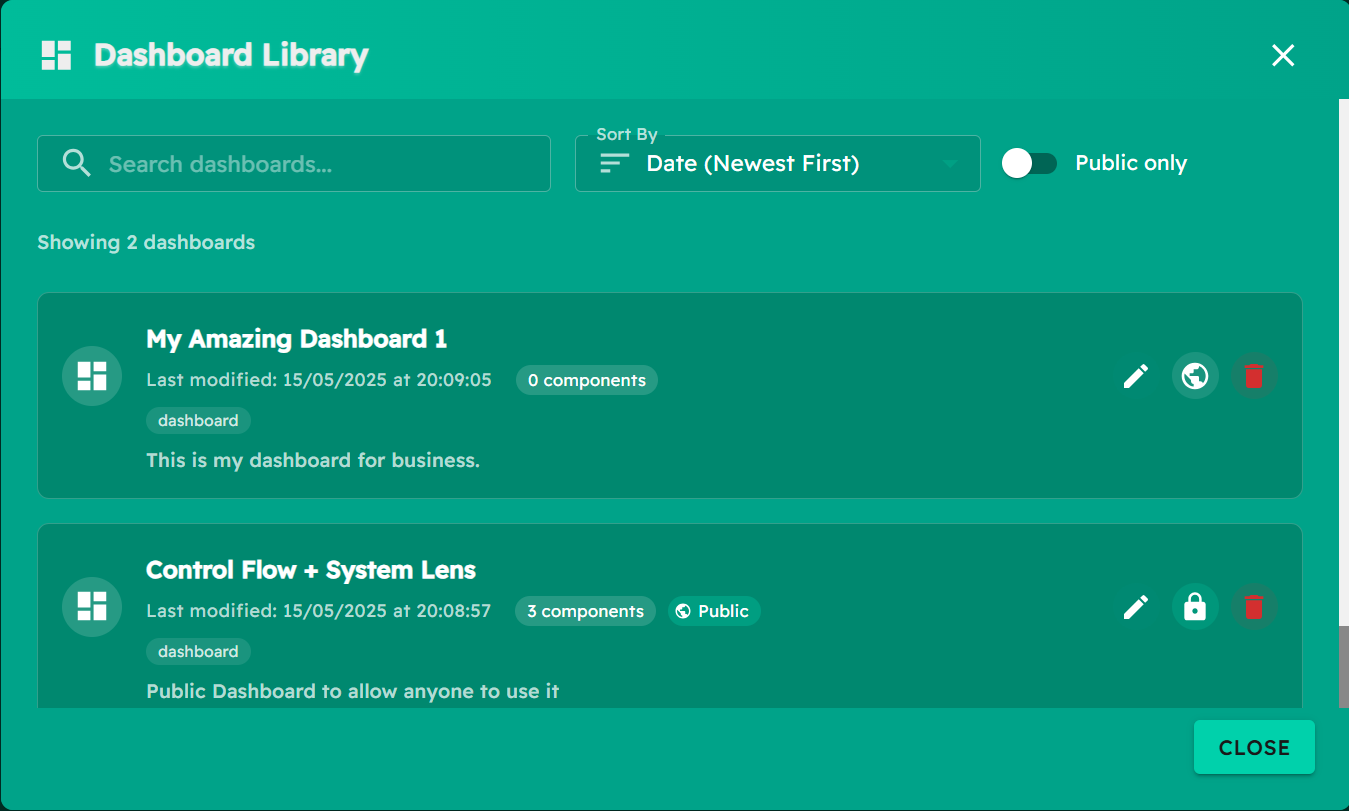 Dashboard Library
Search dashboards...
Sort By
Date (Newest First)
Public only
Showing 2 dashboards
My Amazing Dashboard 1
Last modified: 15/05/2025 at 20:09:05 0 components
dashboard
This is my dashboard for business.
Control Flow + System Lens
Last modified: 15/05/2025 at 20:08:57 3 components Public
dashboard
Public Dashboard to allow anyone to use it
CLOSE